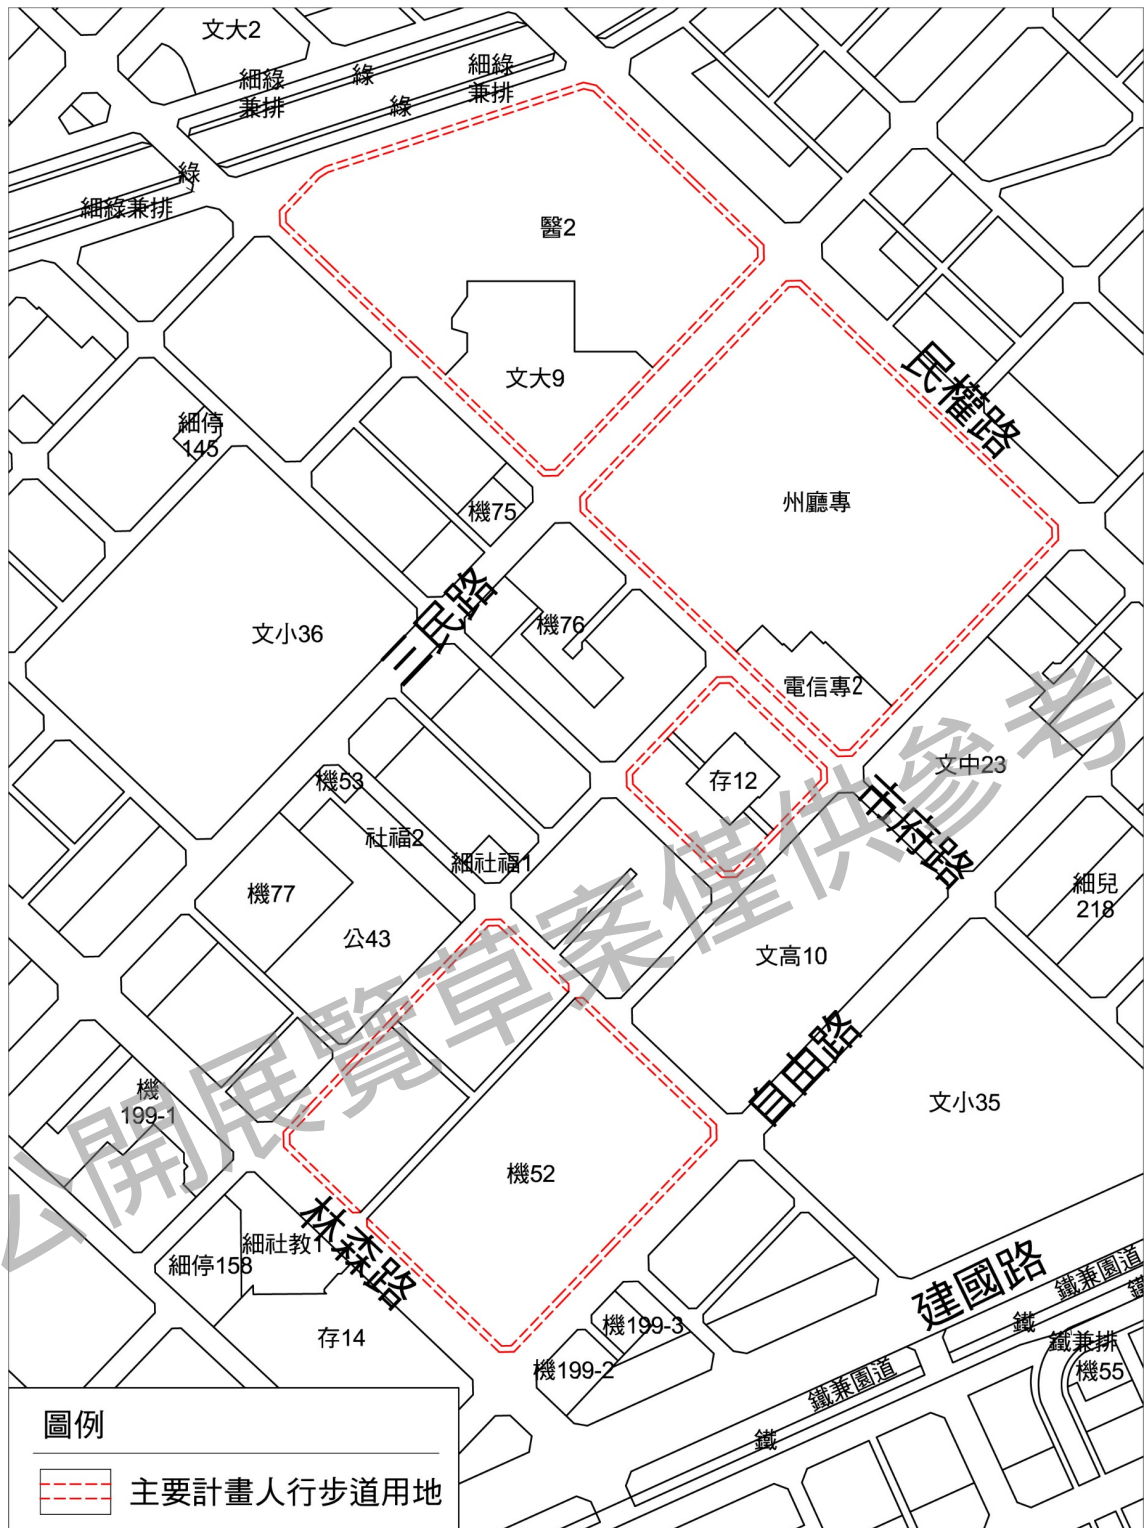 文大2
細綠
兼排
綠
細綠
兼排
綠
綠
細綠兼排
醫2
文大9
民權路
細停
145
機75
州廳專
三民路
文小36
機76
電信專2
機53
存12
文中23
社福2
市府路
細社福1
機77
細兒
218
公43
文高10
自由路
機
199-1
文小35
機52
林森路
細社教1
細停158
建國路
鐵兼園道
鐵
鐵
機199-3
存14
鐵兼排
機55
機199-2
鐵兼園道
鐵
公開展覽草案僅供參考
圖例
主要計畫人行步道用地